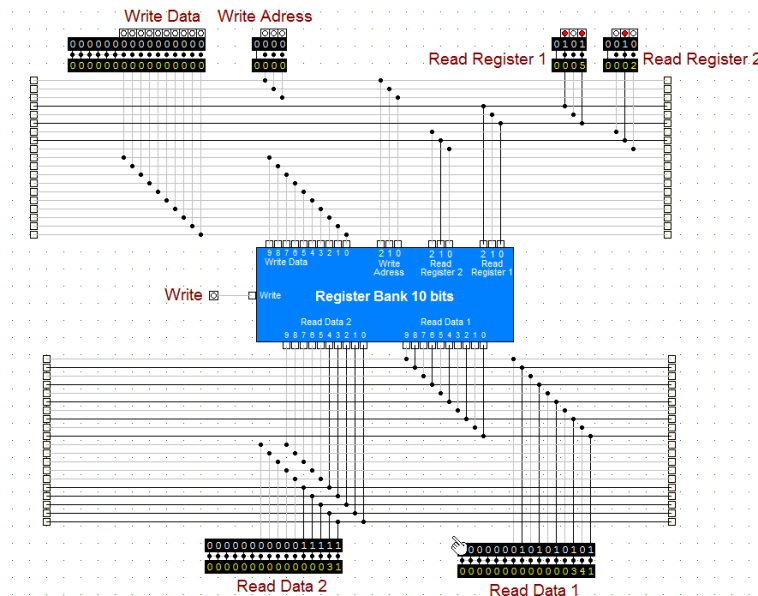 Write Data Write Adress
0000000000000000 0000 0101 0010
Read Register 1 Read Register 2
0000000000000000 0000 0005 0002
9 8 7 6 5 4 3 2 1 0 2 1 0 2 1 0 2 1 0
Write Data Write Adress Read Register 2 Read Register 1
Write Write Register Bank 10 bits
Read Data 2 Read Data 1
9 8 7 6 5 4 3 2 1 0 9 8 7 6 5 4 3 2 1 0
0000000000011111 000000101010101
0000000000000031 0000000000000341
Read Data 2 Read Data 1